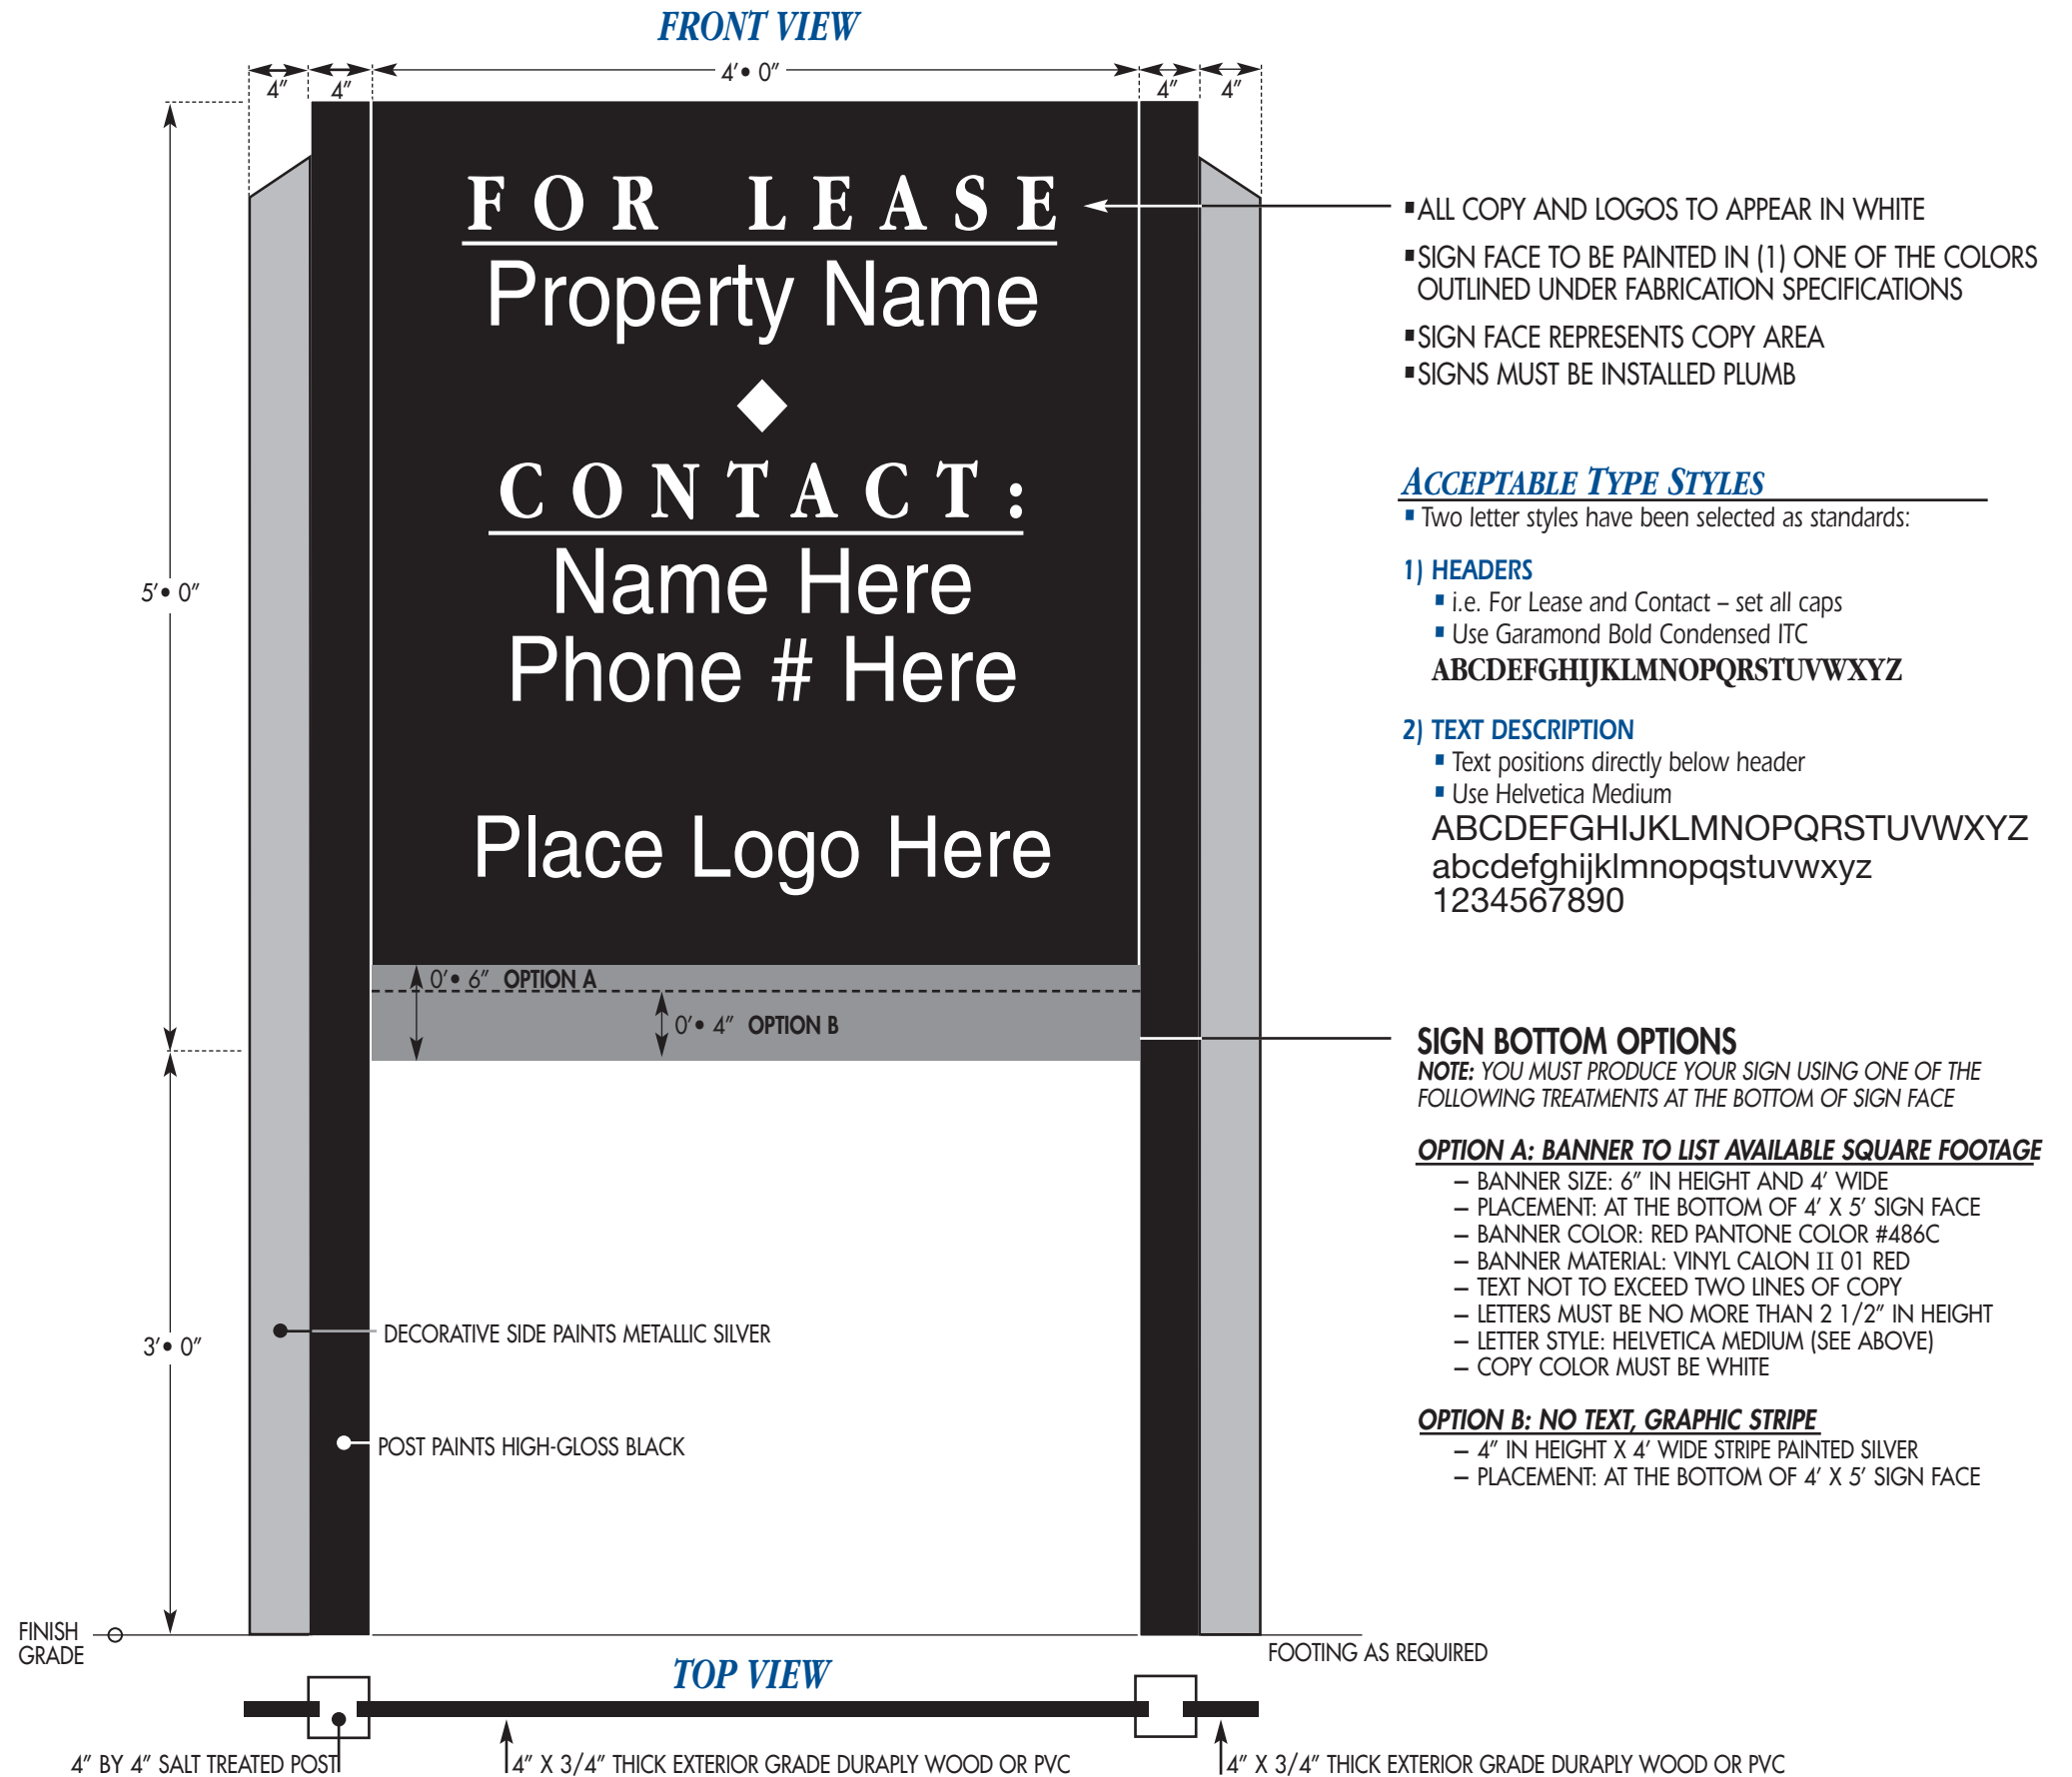 FRONT VIEW
4" 4" 4'• 0" 4" 4"
FOR LEASE
Property Name
CONTACT:
Name Here
Phone # Here
Place Logo Here
5'• 0"
0'• 6" OPTION A
0'• 4" OPTION B
3'• 0"
DECORATIVE SIDE PAINTS METALLIC SILVER
POST PAINTS HIGH-GLOSS BLACK
FINISH
GRADE
FOOTING AS REQUIRED
▪ALL COPY AND LOGOS TO APPEAR IN WHITE
▪SIGN FACE TO BE PAINTED IN (1) ONE OF THE COLORS
OUTLINED UNDER FABRICATION SPECIFICATIONS
▪SIGN FACE REPRESENTS COPY AREA
▪SIGNS MUST BE INSTALLED PLUMB
ACCEPTABLE TYPE STYLES
▪ Two letter styles have been selected as standards:
1) HEADERS
▪ i.e. For Lease and Contact – set all caps
▪ Use Garamond Bold Condensed ITC
ABCDEFGHIJKLMNOPQRSTUVWXYZ
2) TEXT DESCRIPTION
▪ Text positions directly below header
▪ Use Helvetica Medium
ABCDEFGHIJKLMNOPQRSTUVWXYZ
abcdefghijklmnopqstuvwxyz
1234567890
SIGN BOTTOM OPTIONS
NOTE: YOU MUST PRODUCE YOUR SIGN USING ONE OF THE
FOLLOWING TREATMENTS AT THE BOTTOM OF SIGN FACE
OPTION A: BANNER TO LIST AVAILABLE SQUARE FOOTAGE
– BANNER SIZE: 6" IN HEIGHT AND 4' WIDE
– PLACEMENT: AT THE BOTTOM OF 4' X 5' SIGN FACE
– BANNER COLOR: RED PANTONE COLOR #486C
– BANNER MATERIAL: VINYL CALON II 01 RED
– TEXT NOT TO EXCEED TWO LINES OF COPY
– LETTERS MUST BE NO MORE THAN 2 1/2" IN HEIGHT
– LETTER STYLE: HELVETICA MEDIUM (SEE ABOVE)
– COPY COLOR MUST BE WHITE
OPTION B: NO TEXT, GRAPHIC STRIPE
– 4" IN HEIGHT X 4' WIDE STRIPE PAINTED SILVER
– PLACEMENT: AT THE BOTTOM OF 4' X 5' SIGN FACE
TOP VIEW
4" BY 4" SALT TREATED POST
4" X 3/4" THICK EXTERIOR GRADE DURAPLY WOOD OR PVC
4" X 3/4" THICK EXTERIOR GRADE DURAPLY WOOD OR PVC